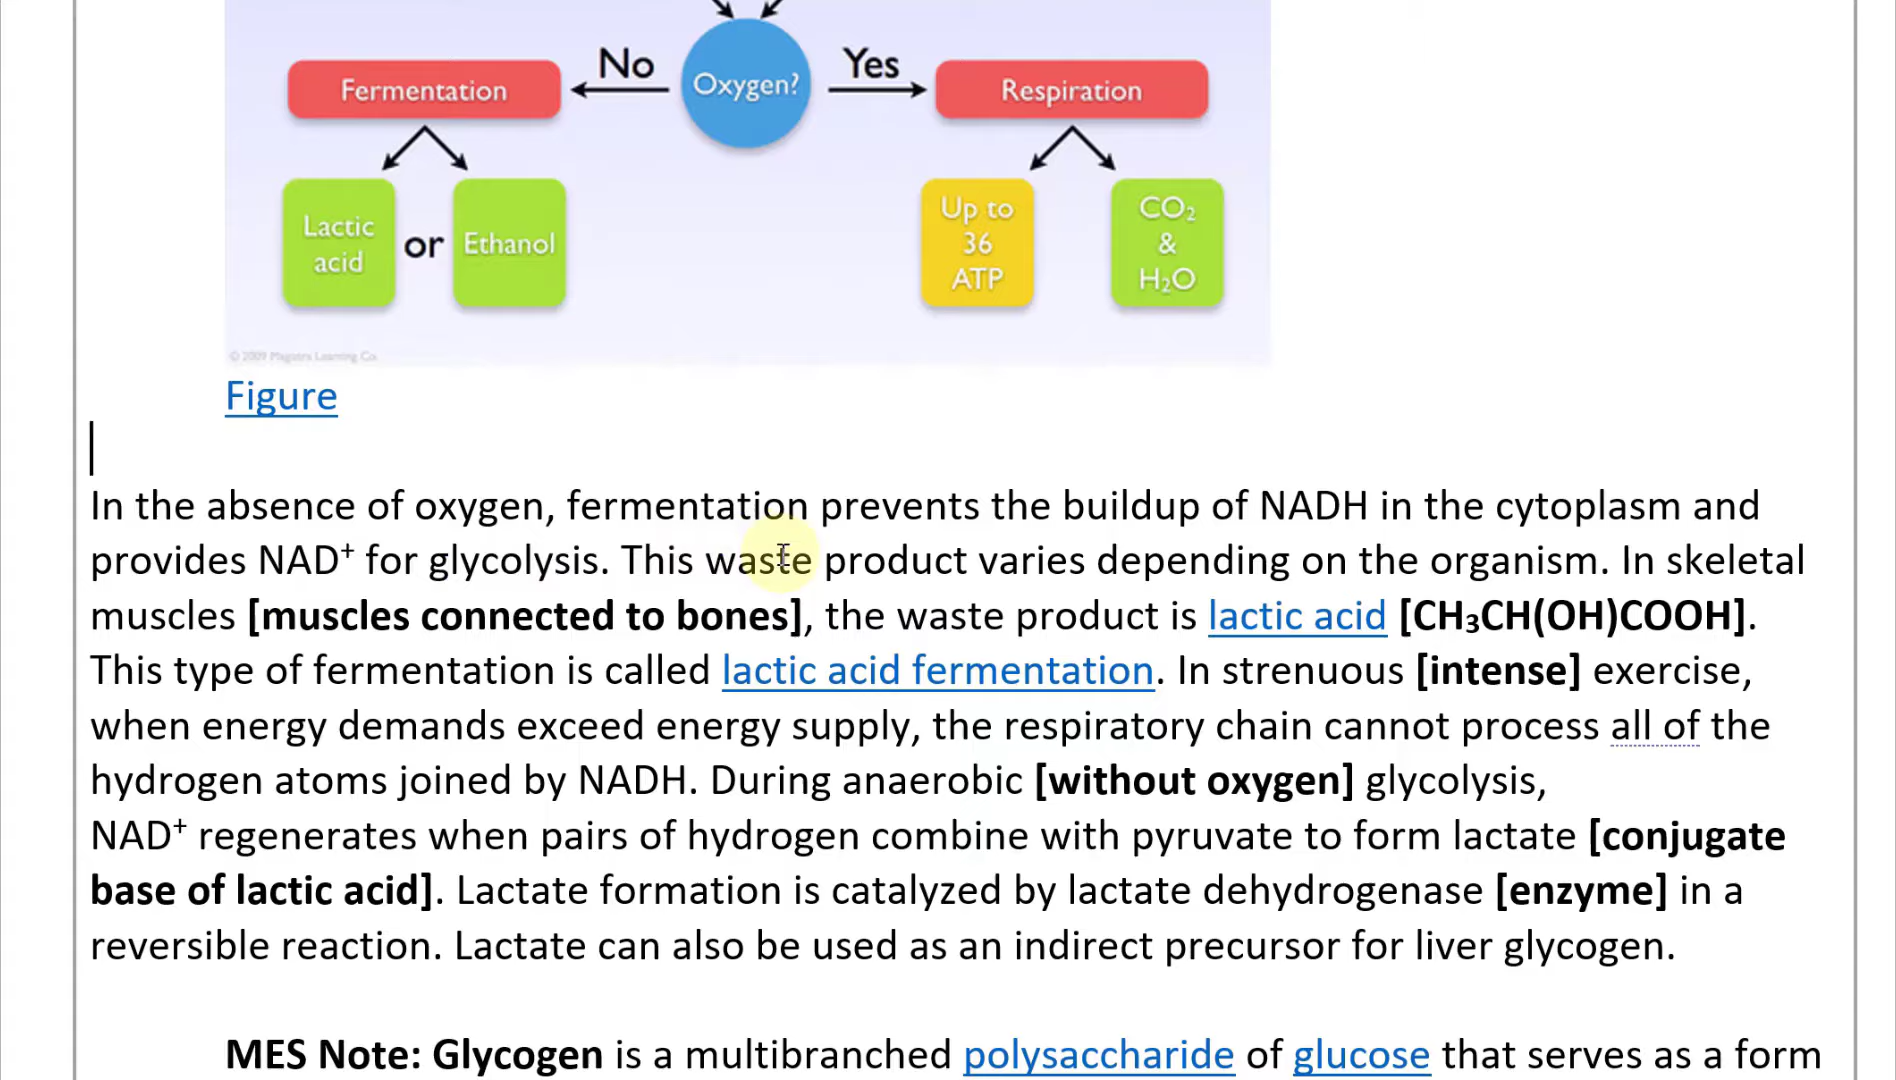 No
Yes
Oxygen?
Fermentation
Respiration
Lactic
acid
or
Ethanol
Up to
36
ATP
CO₂
&
H₂O
© 2009 Magistra Learning Co.
Figure
In the absence of oxygen, fermentation prevents the buildup of NADH in the cytoplasm and
provides NAD⁺ for glycolysis. This waste product varies depending on the organism. In skeletal
muscles [muscles connected to bones], the waste product is lactic acid [CH₃CH(OH)COOH].
This type of fermentation is called lactic acid fermentation. In strenuous [intense] exercise,
when energy demands exceed energy supply, the respiratory chain cannot process all of the
hydrogen atoms joined by NADH. During anaerobic [without oxygen] glycolysis,
NAD⁺ regenerates when pairs of hydrogen combine with pyruvate to form lactate [conjugate
base of lactic acid]. Lactate formation is catalyzed by lactate dehydrogenase [enzyme] in a
reversible reaction. Lactate can also be used as an indirect precursor for liver glycogen.
MES Note: Glycogen is a multibranched polysaccharide of glucose that serves as a form